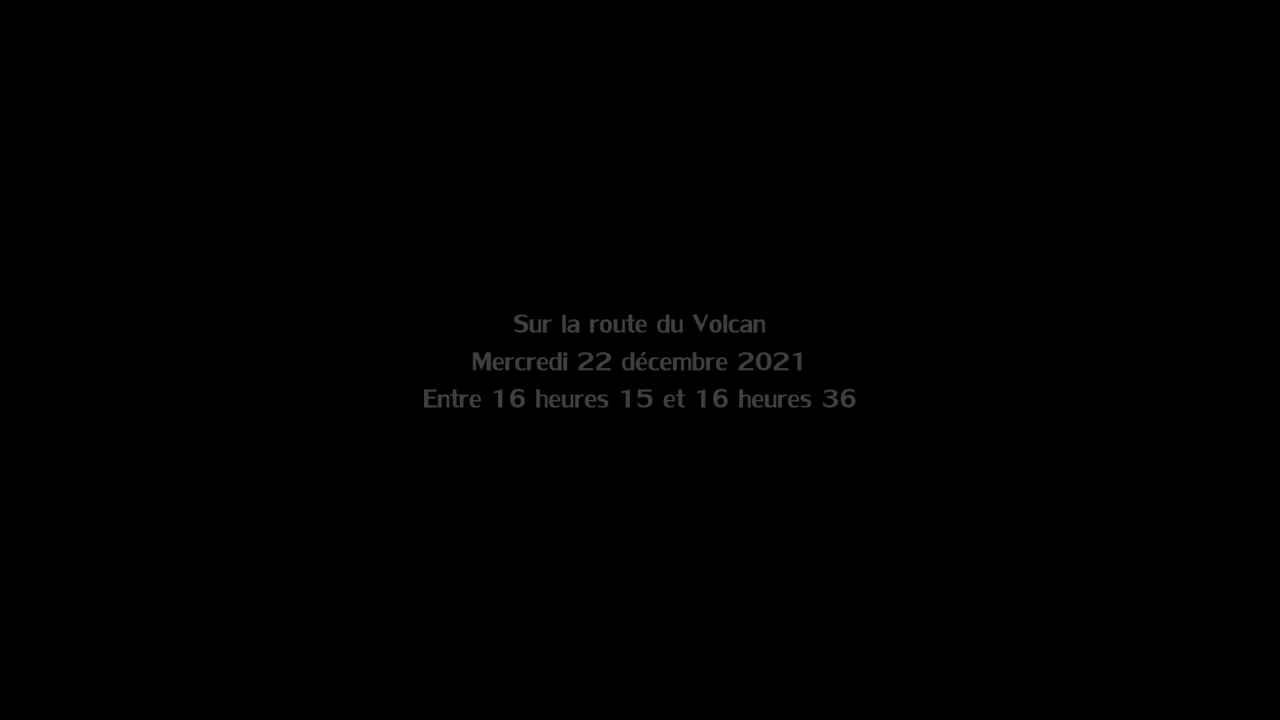 Sur la route du Volcan
Mercredi 22 décembre 2021
Entre 16 heures 15 et 16 heures 36